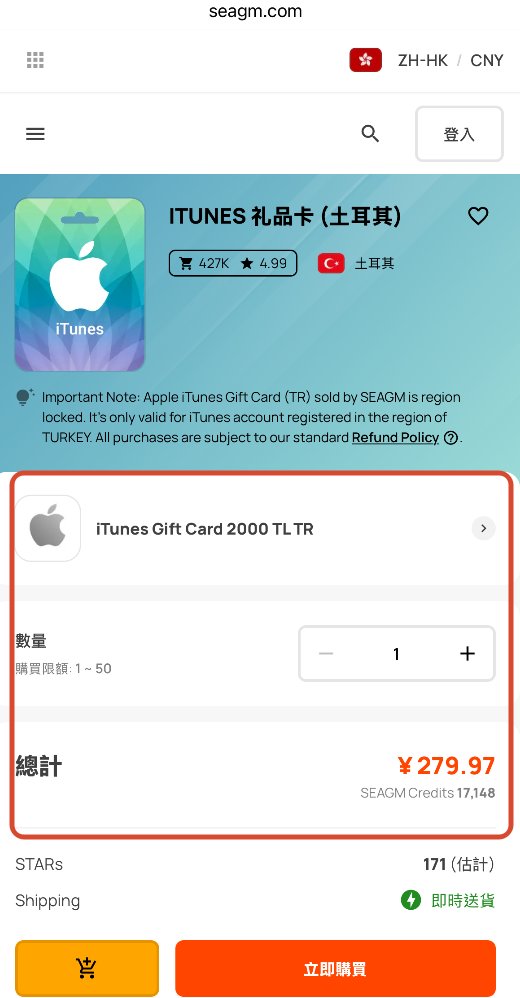 seagm.com
ZH-HK / CNY
登入
ITUNES 礼品卡 (土耳其)
427K ★ 4.99 土耳其
iTunes
Important Note: Apple iTunes Gift Card (TR) sold by SEAGM is region
locked. It's only valid for iTunes account registered in the region of
TURKEY. All purchases are subject to our standard Refund Policy ?.
iTunes Gift Card 2000 TL TR
數量
購買限額: 1 ~ 50
1
總計
¥ 279.97
SEAGM Credits 17,148
STARs
171 (估計)
Shipping
即時送貨
立即購買